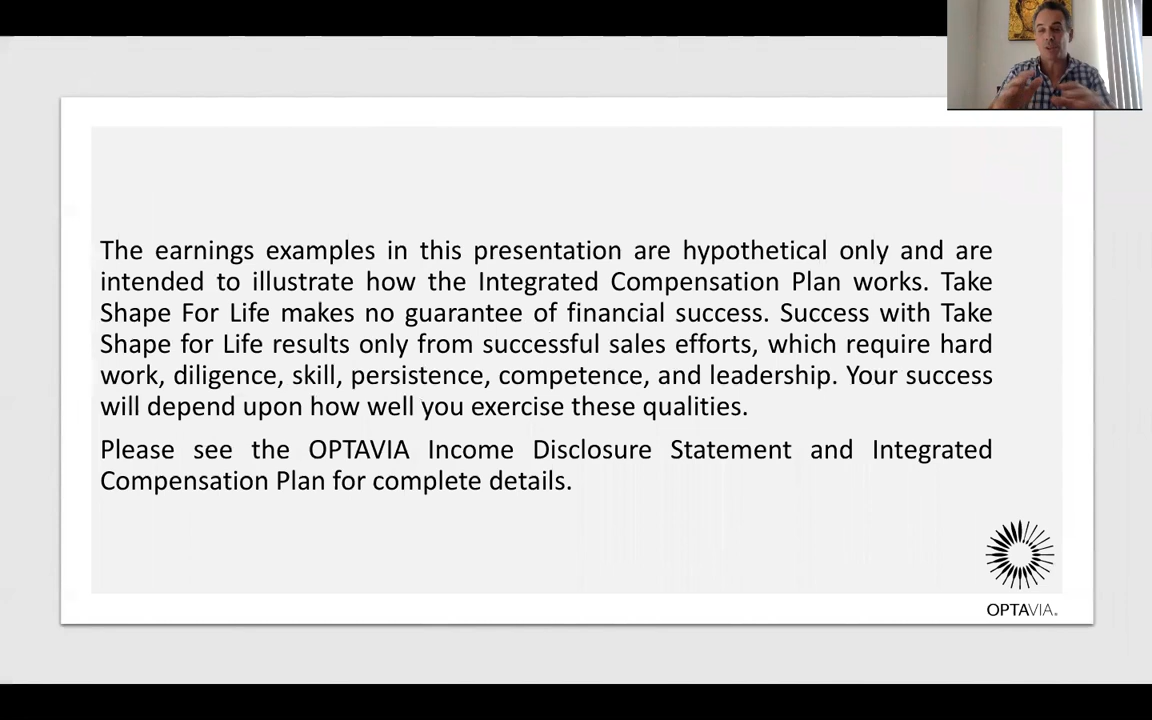 The earnings examples in this presentation are hypothetical only and are
intended to illustrate how the Integrated Compensation Plan works. Take
Shape For Life makes no guarantee of financial success. Success with Take
Shape for Life results only from successful sales efforts, which require hard
work, diligence, skill, persistence, competence, and leadership. Your success
will depend upon how well you exercise these qualities.
Please see the OPTAVIA Income Disclosure Statement and Integrated
Compensation Plan for complete details.
OPTAVIA.